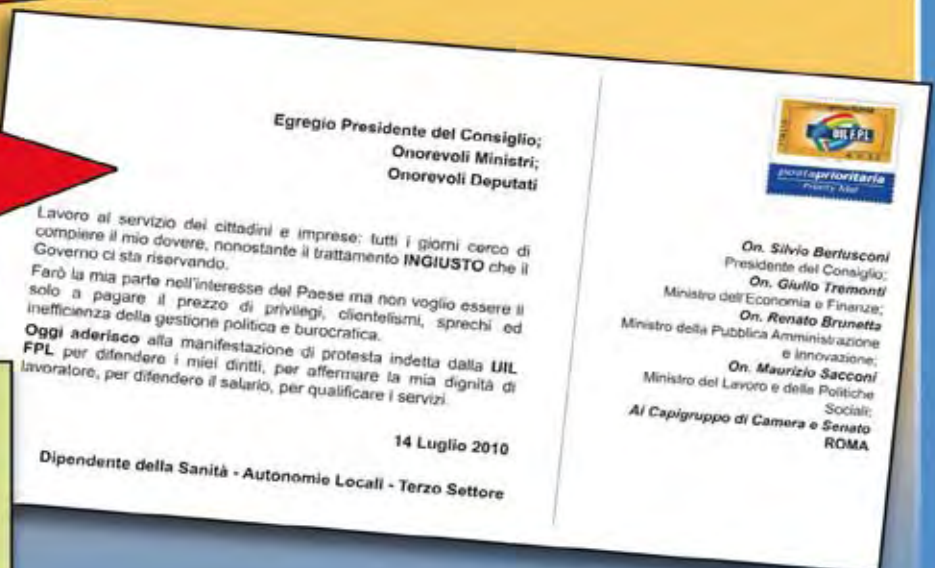 Egregio Presidente del Consiglio;
Onorevoli Ministri;
Onorevoli Deputati
Lavoro al servizio dei cittadini e imprese; tutti i giorni cerco di
compiere il mio dovere, nonostante il trattamento INGIUSTO che il
Governo ci sta riservando.
Farò la mia parte nell'interesse del Paese ma non voglio essere il
solo a pagare il prezzo di privilegi, clientelismi, sprechi ed
inefficienza della gestione politica e burocratica.
Oggi aderisco alla manifestazione di protesta indetta dalla UIL
FPL per difendere i miei diritti, per affermare la mia dignità di
lavoratore, per difendere il salario, per qualificare i servizi.
14 Luglio 2010
Dipendente della Sanità - Autonomie Locali - Terzo Settore
UIL FPL
postaprioritaria
Priority Mail
On. Silvio Berlusconi
Presidente del Consiglio;
On. Giulio Tremonti
Ministro dell'Economia e Finanze;
On. Renato Brunetta
Ministro della Pubblica Amministrazione
e Innovazione;
On. Maurizio Sacconi
Ministro del Lavoro e delle Politiche
Sociali;
Ai Capigruppo di Camera e Senato
ROMA